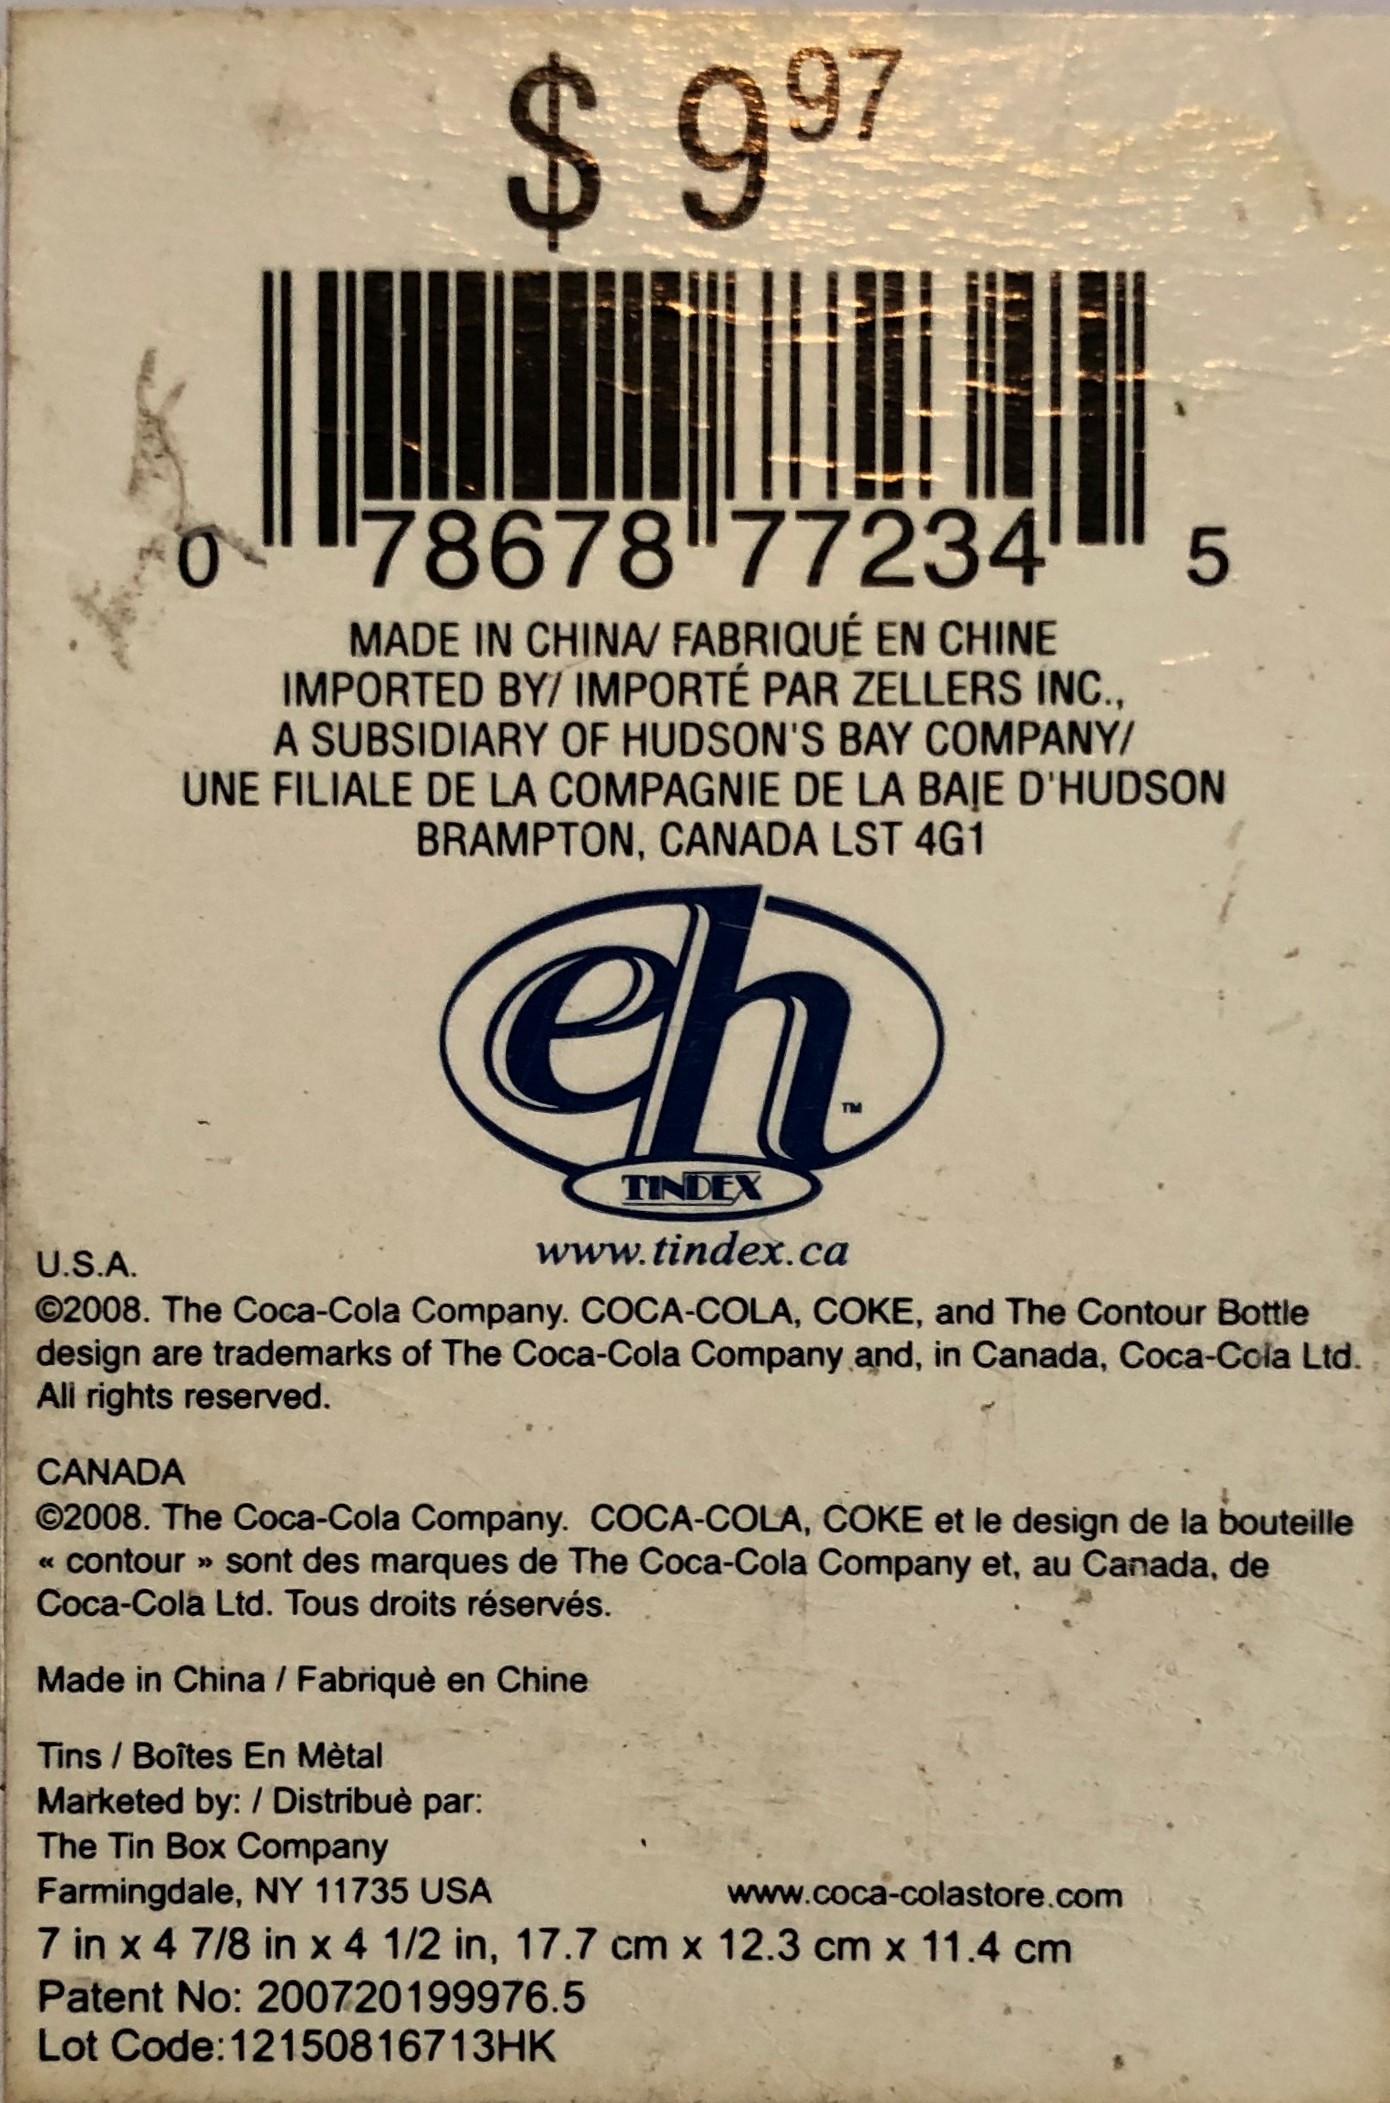 $ 9 97
0 78678 77234 5
MADE IN CHINA/ FABRIQUÉ EN CHINE
IMPORTED BY/ IMPORTÉ PAR ZELLERS INC.,
A SUBSIDIARY OF HUDSON'S BAY COMPANY/
UNE FILIALE DE LA COMPAGNIE DE LA BAIE D'HUDSON
BRAMPTON, CANADA LST 4G1
eh™
TINDEX
www.tindex.ca
U.S.A.
©2008. The Coca-Cola Company. COCA-COLA, COKE, and The Contour Bottle
design are trademarks of The Coca-Cola Company and, in Canada, Coca-Cola Ltd.
All rights reserved.
CANADA
©2008. The Coca-Cola Company. COCA-COLA, COKE et le design de la bouteille
« contour » sont des marques de The Coca-Cola Company et, au Canada, de
Coca-Cola Ltd. Tous droits réservés.
Made in China / Fabriquè en Chine
Tins / Boîtes En Mètal
Marketed by: / Distribuè par:
The Tin Box Company
Farmingdale, NY 11735 USA
www.coca-colastore.com
7 in x 4 7/8 in x 4 1/2 in, 17.7 cm x 12.3 cm x 11.4 cm
Patent No: 200720199976.5
Lot Code:12150816713HK